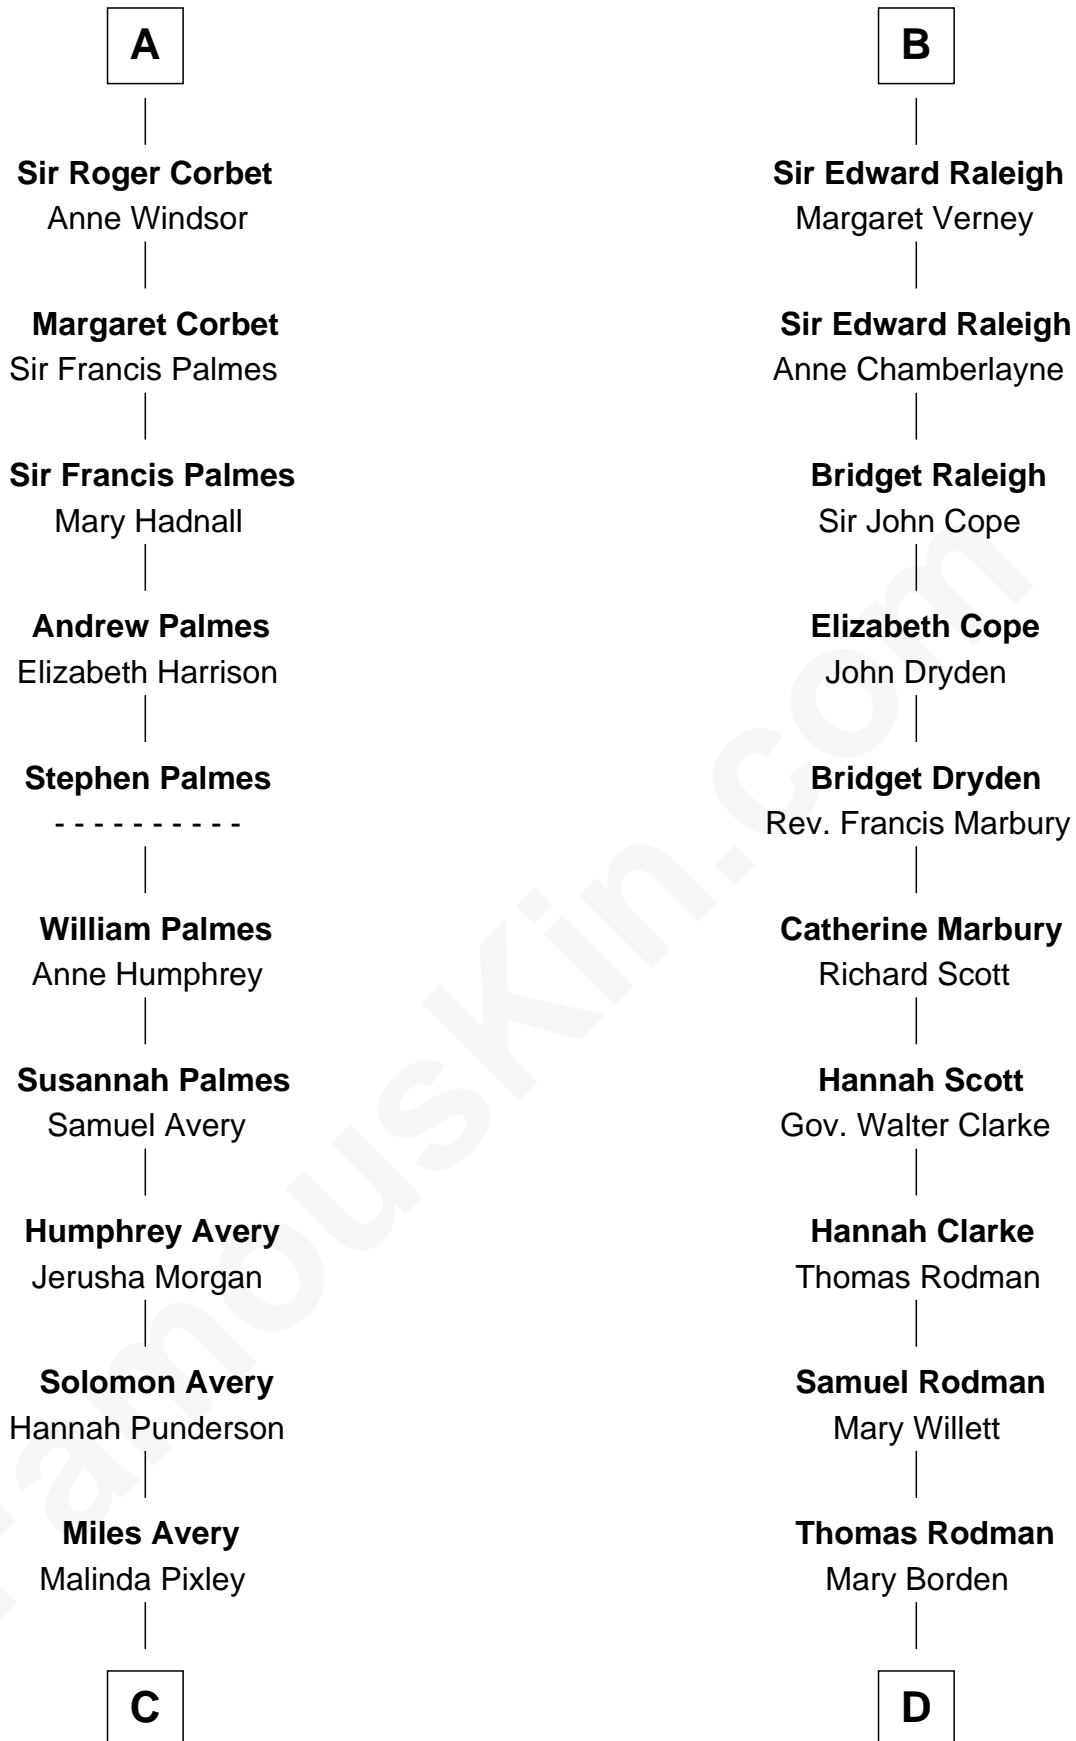 A
Sir Roger Corbet
Anne Windsor
Margaret Corbet
Sir Francis Palmes
Sir Francis Palmes
Mary Hadnall
Andrew Palmes
Elizabeth Harrison
Stephen Palmes
- - - - - - - - - -
William Palmes
Anne Humphrey
Susannah Palmes
Samuel Avery
Humphrey Avery
Jerusha Morgan
Solomon Avery
Hannah Punderson
Miles Avery
Malinda Pixley
C
B
Sir Edward Raleigh
Margaret Verney
Sir Edward Raleigh
Anne Chamberlayne
Bridget Raleigh
Sir John Cope
Elizabeth Cope
John Dryden
Bridget Dryden
Rev. Francis Marbury
Catherine Marbury
Richard Scott
Hannah Scott
Gov. Walter Clarke
Hannah Clarke
Thomas Rodman
Samuel Rodman
Mary Willett
Thomas Rodman
Mary Borden
D
FamousKin.com